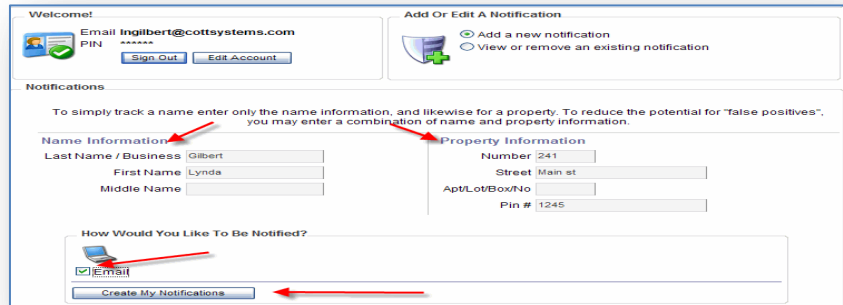 Welcome!
Email lngilbert@cottsystems.com
PIN ******
Sign Out Edit Account
Add Or Edit A Notification
Add a new notification
View or remove an existing notification
Notifications
To simply track a name enter only the name information, and likewise for a property. To reduce the potential for "false positives",
you may enter a combination of name and property information.
Name Information
Last Name / Business Gilbert
First Name Lynda
Middle Name
Property Information
Number 241
Street Main st
Apt/Lot/Box/No
Pin # 1245
How Would You Like To Be Notified?
Email
Create My Notifications